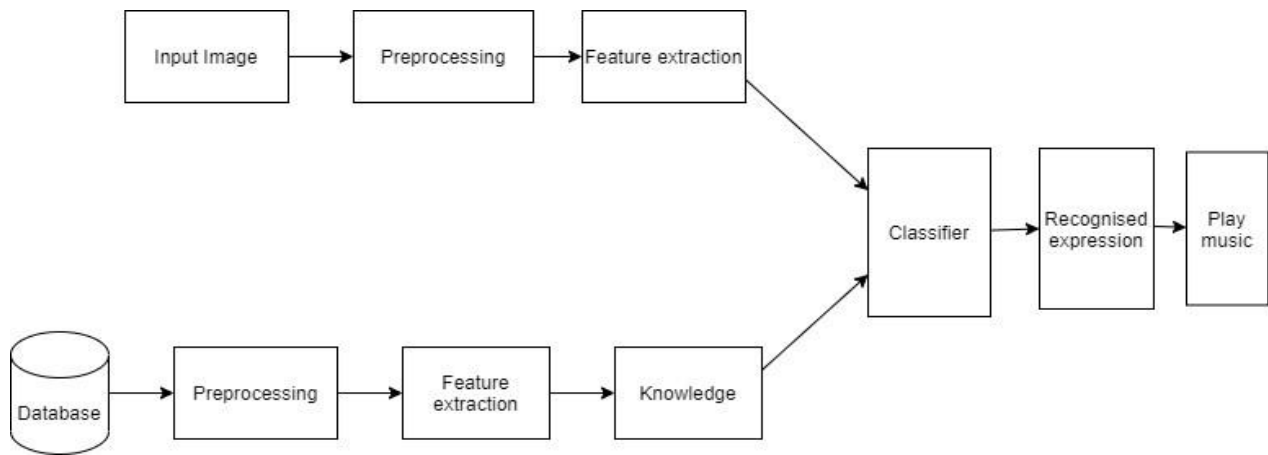 Input Image
Preprocessing
Feature extraction
Classifier
Recognised
expression
Play
music
Database
Preprocessing
Feature
extraction
Knowledge